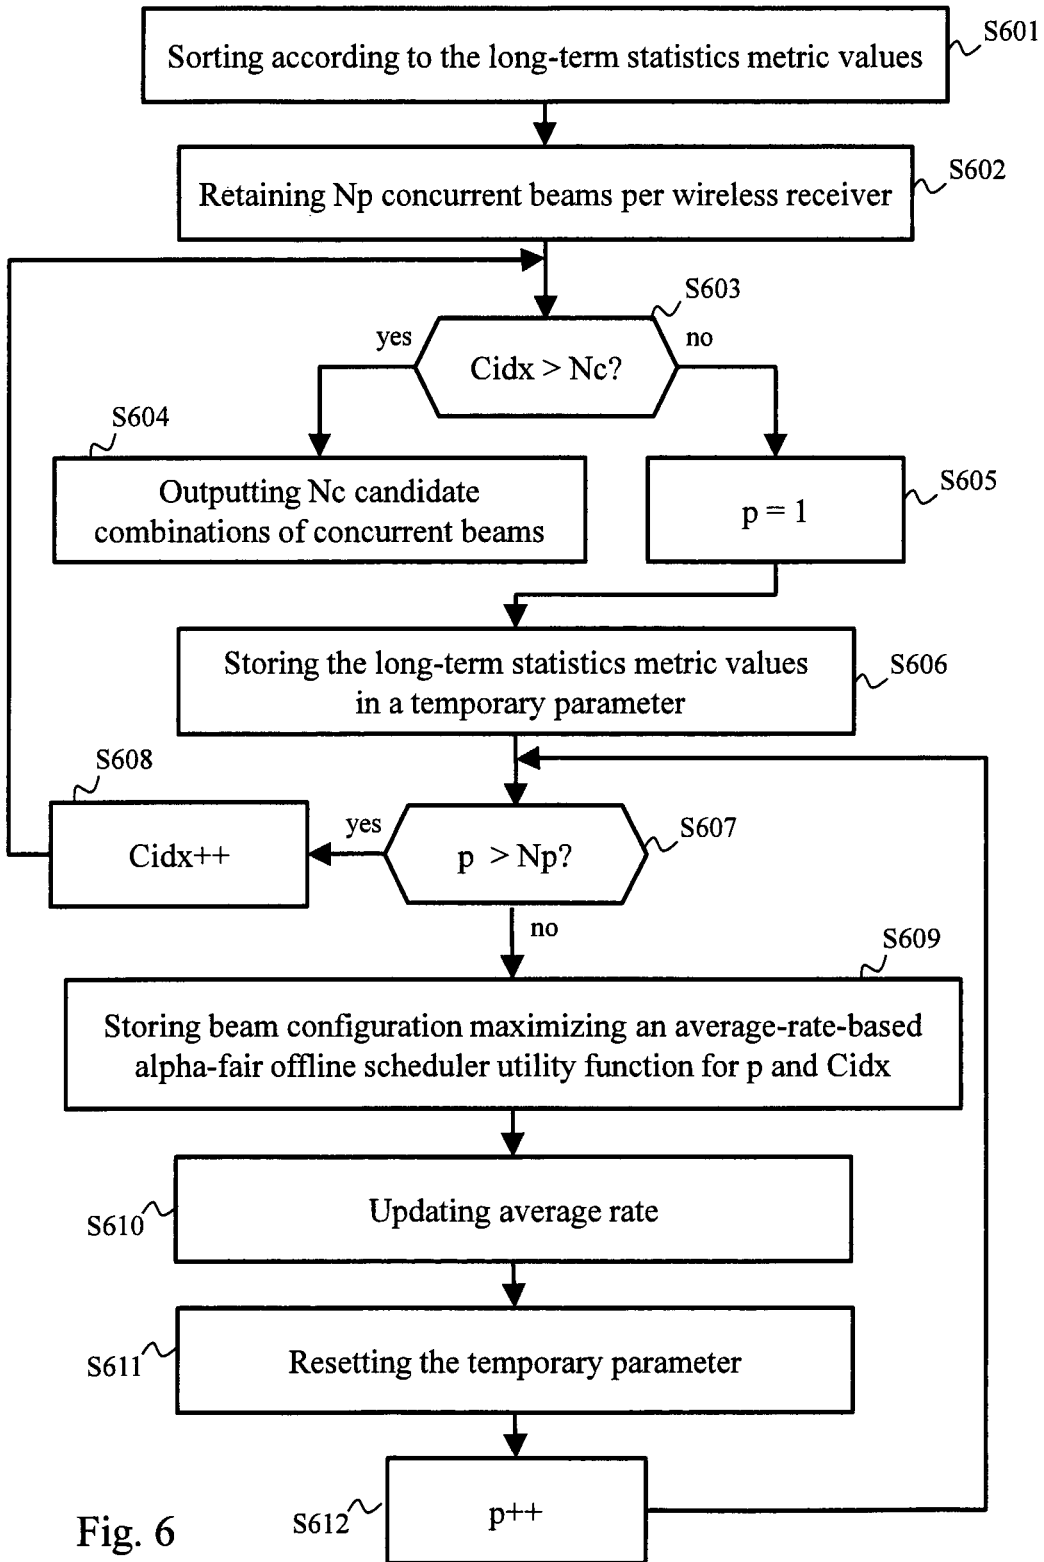 S601
Sorting according to the long-term statistics metric values
S602
Retaining Np concurrent beams per wireless receiver
S603
yes
no
Cidx > Nc?
S604
Outputting Nc candidate
combinations of concurrent beams
S605
p = 1
Storing the long-term statistics metric values
in a temporary parameter
S606
S608
Cidx++
yes
p > Np?
S607
no
S609
Storing beam configuration maximizing an average-rate-based
alpha-fair offline scheduler utility function for p and Cidx
S610
Updating average rate
S611
Resetting the temporary parameter
S612
p++
Fig. 6